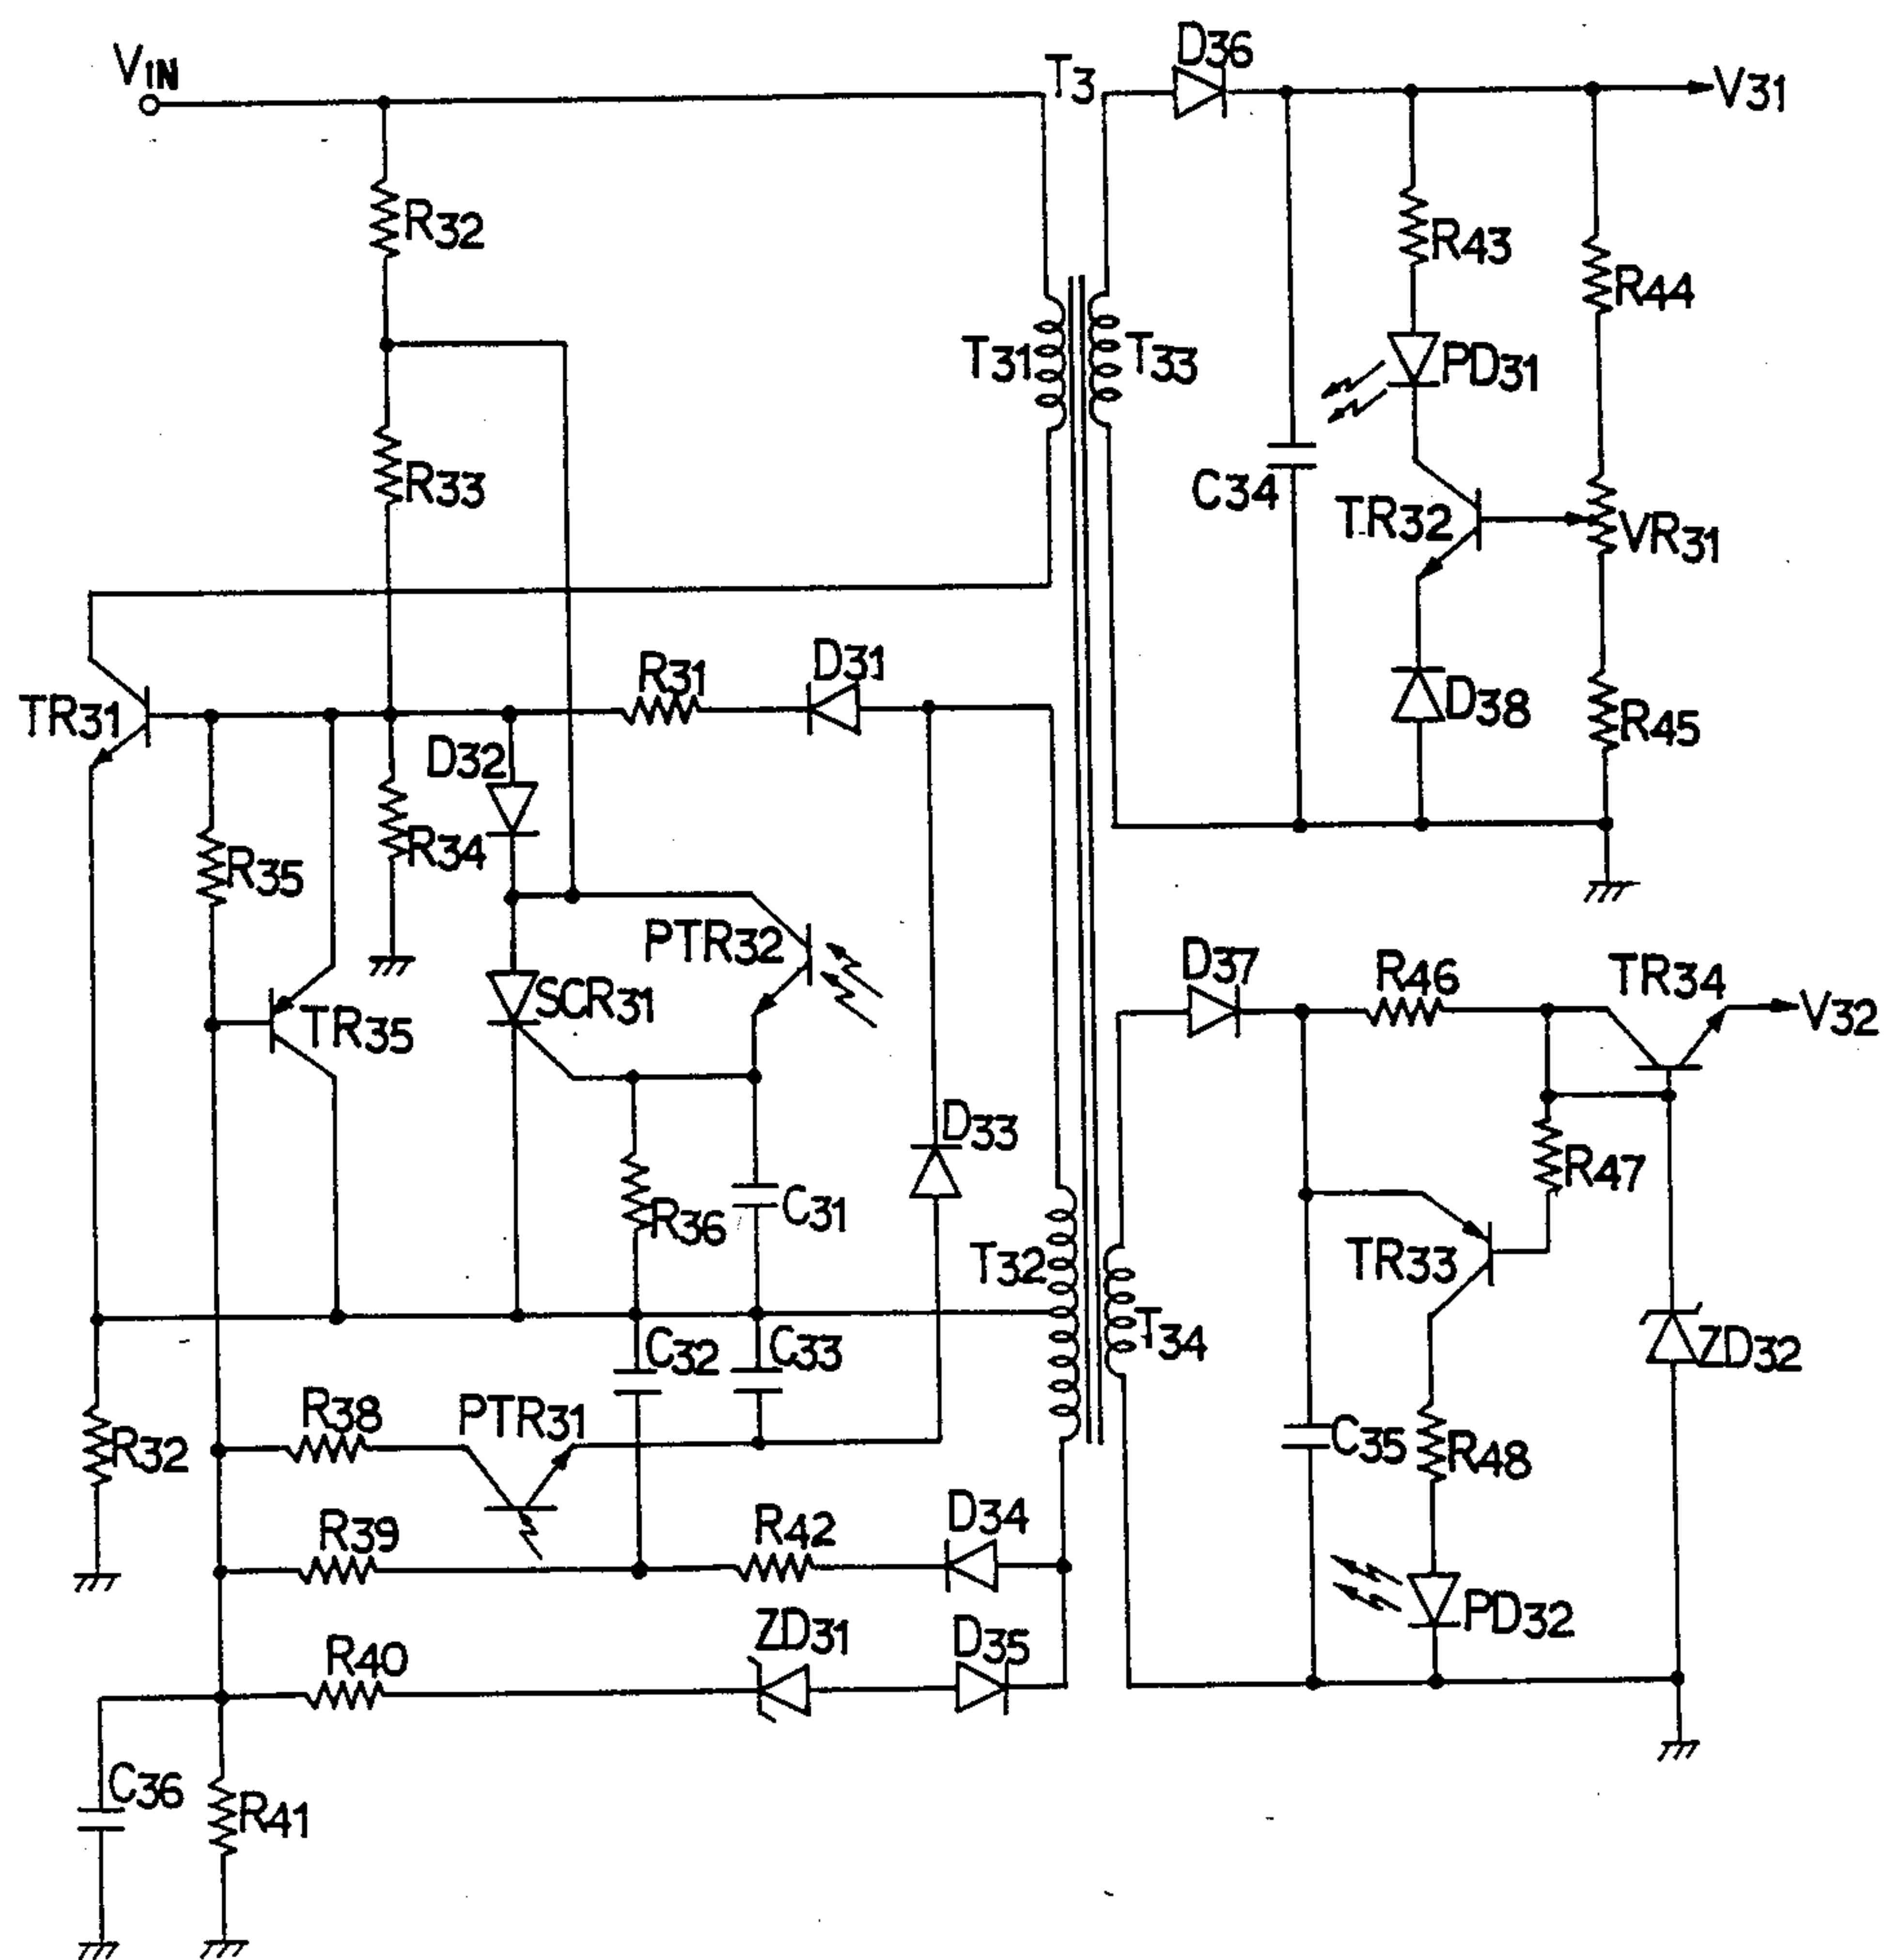 VIN
T3
D36
V31
R32
R43
R44
T31
T33
PD31
R33
C34
TR32
VR31
R31
D31
TR31
D38
R45
D32
R34
R35
PTR32
D37
R46
TR34
SCR31
V32
TR35
D33
R47
R36
C31
T32
TR33
T34
C32
C33
ZD32
R38
PTR31
R32
C35
R48
R39
R42
D34
PD32
ZD31
D35
R40
C36
R41